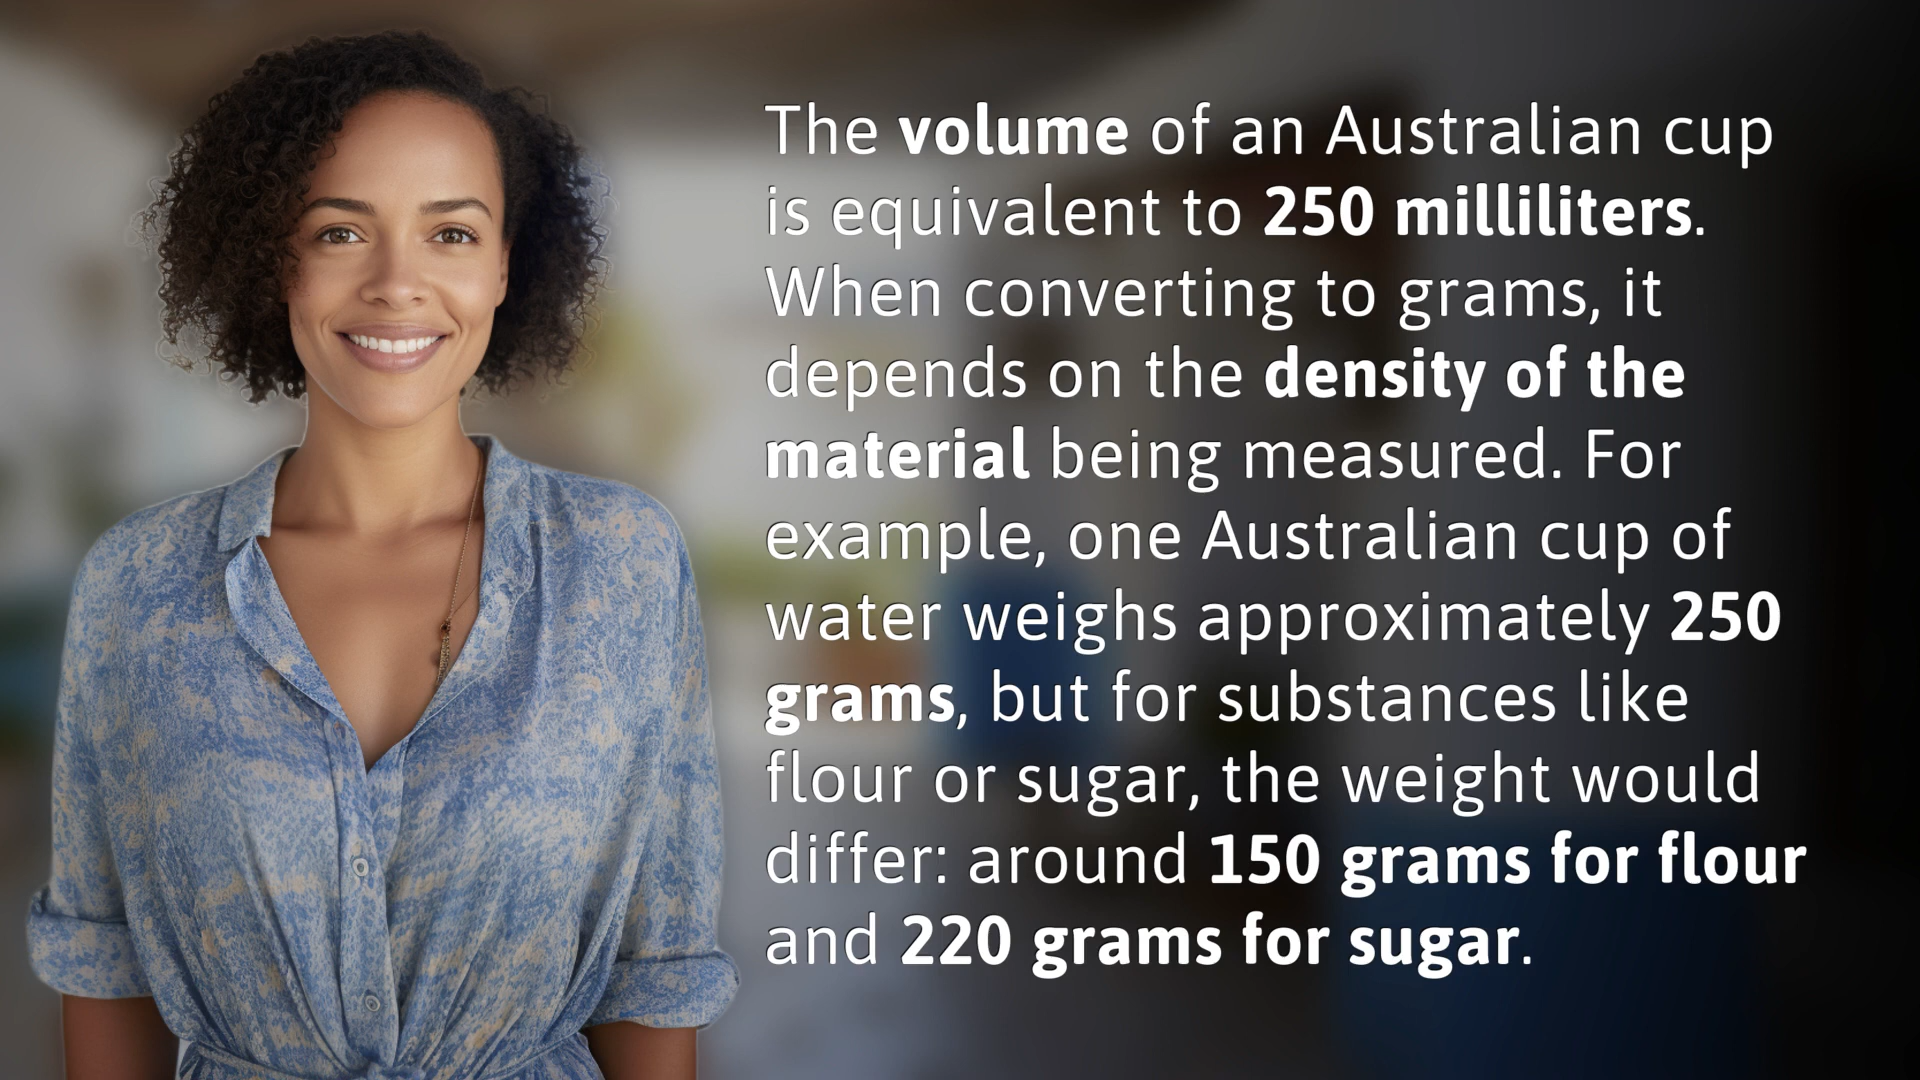 The volume of an Australian cup
is equivalent to 250 milliliters.
When converting to grams, it
depends on the density of the
material being measured. For
example, one Australian cup of
water weighs approximately 250
grams, but for substances like
flour or sugar, the weight would
differ: around 150 grams for flour
and 220 grams for sugar.